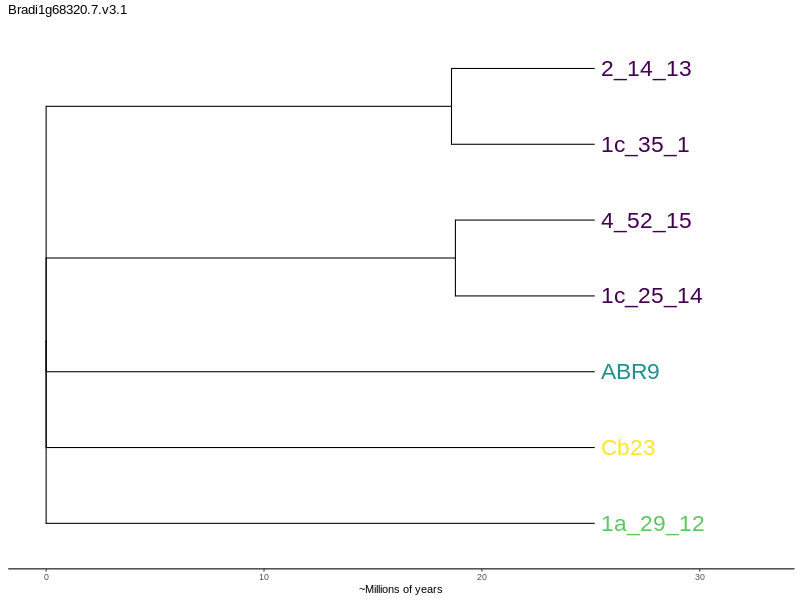 Bradi1g68320.7.v3.1
2_14_13
1c_35_1
4_52_15
1c_25_14
ABR9
Cb23
1a_29_12
0 10 20 30
~Millions of years